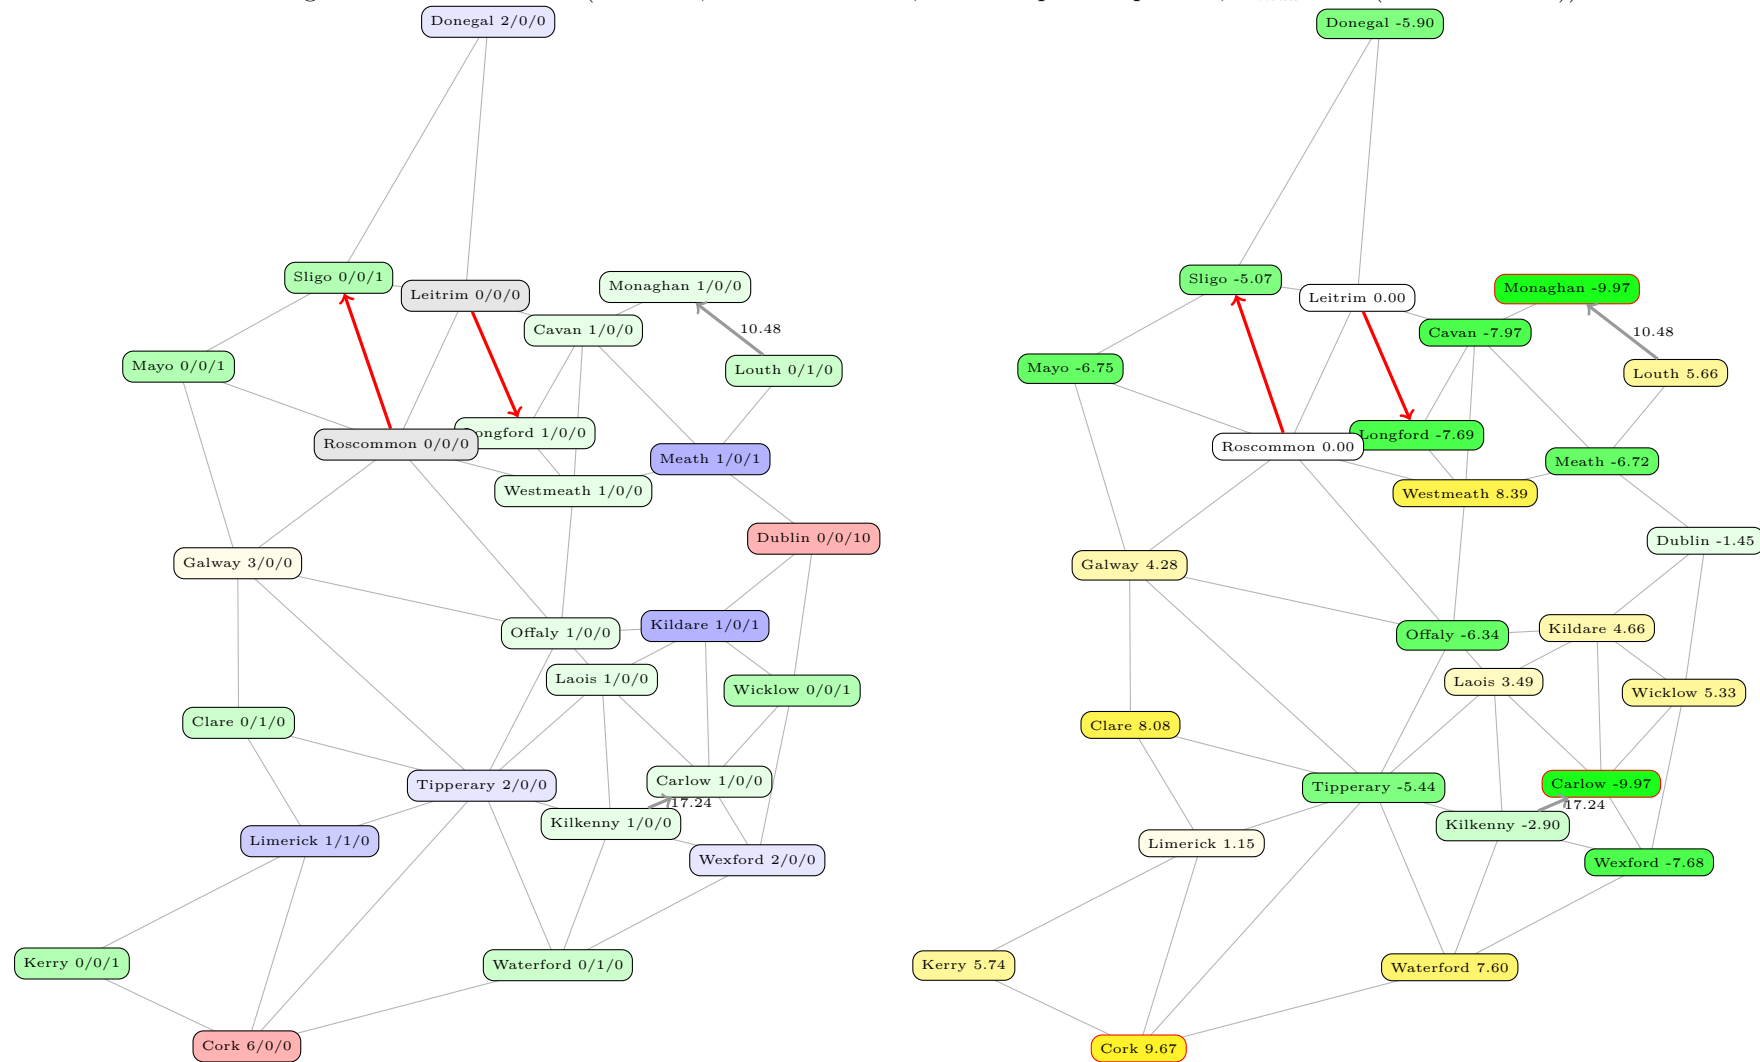 Donegal 2/0/0
Sligo 0/0/1
Leitrim 0/0/0
Monaghan 1/0/0
Cavan 1/0/0
10.48
Mayo 0/0/1
Louth 0/1/0
Roscommon 0/0/0
ongford 1/0/0
Meath 1/0/1
Westmeath 1/0/0
Dublin 0/0/10
Galway 3/0/0
Offaly 1/0/0
Kildare 1/0/1
Laois 1/0/0
Wicklow 0/0/1
Clare 0/1/0
Tipperary 2/0/0
Carlow 1/0/0
17.24
Kilkenny 1/0/0
Limerick 1/1/0
Wexford 2/0/0
Kerry 0/0/1
Waterford 0/1/0
Cork 6/0/0
Donegal -5.90
Sligo -5.07
Leitrim 0.00
Monaghan -9.97
Cavan -7.97
10.48
Mayo -6.75
Louth 5.66
Roscommon 0.00
Longford -7.69
Meath -6.72
Westmeath 8.39
Dublin -1.45
Galway 4.28
Offaly -6.34
Kildare 4.66
Laois 3.49
Wicklow 5.33
Clare 8.08
Tipperary -5.44
Carlow -9.97
17.24
Kilkenny -2.90
Limerick 1.15
Wexford -7.68
Kerry 5.74
Waterford 7.60
Cork 9.67